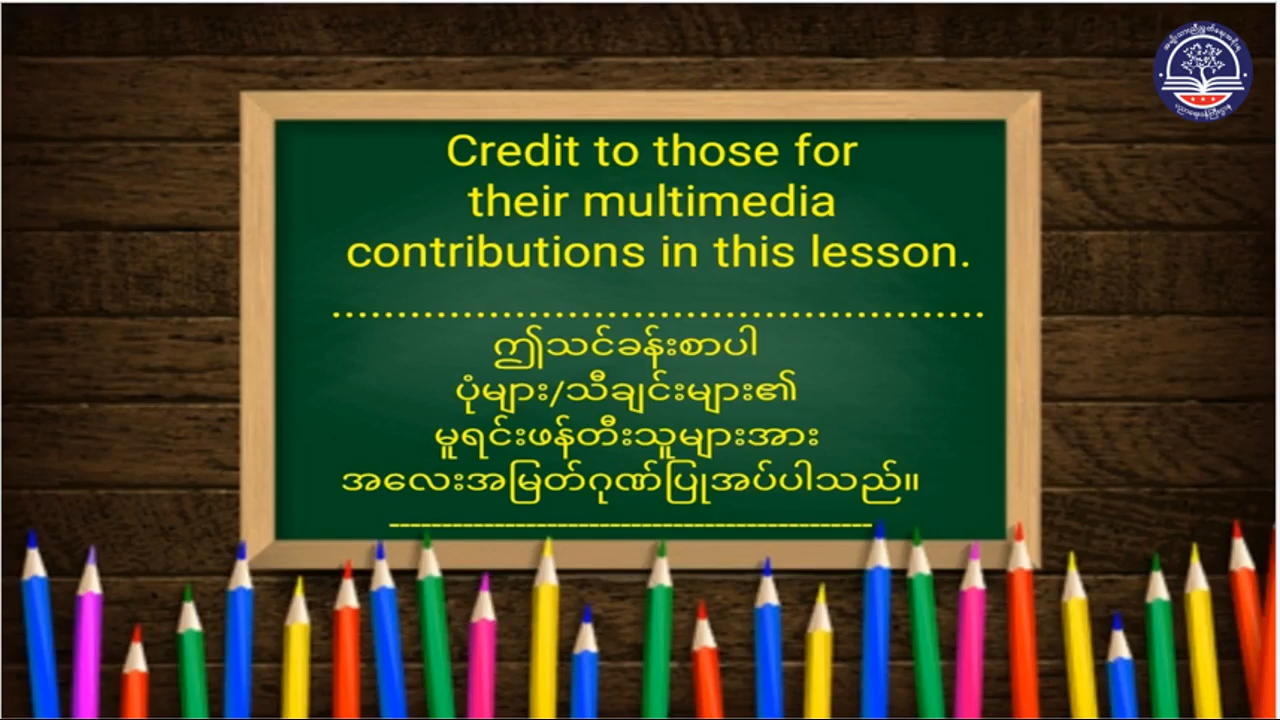 Credit to those for
their multimedia
contributions in this lesson.
ဤသင်ခန်းစာပါ
ပုံများ/သီချင်းများ၏
မူရင်းဖန်တီးသူများအား
အလေးအမြတ်ဂုဏ်ပြုအပ်ပါသည်။